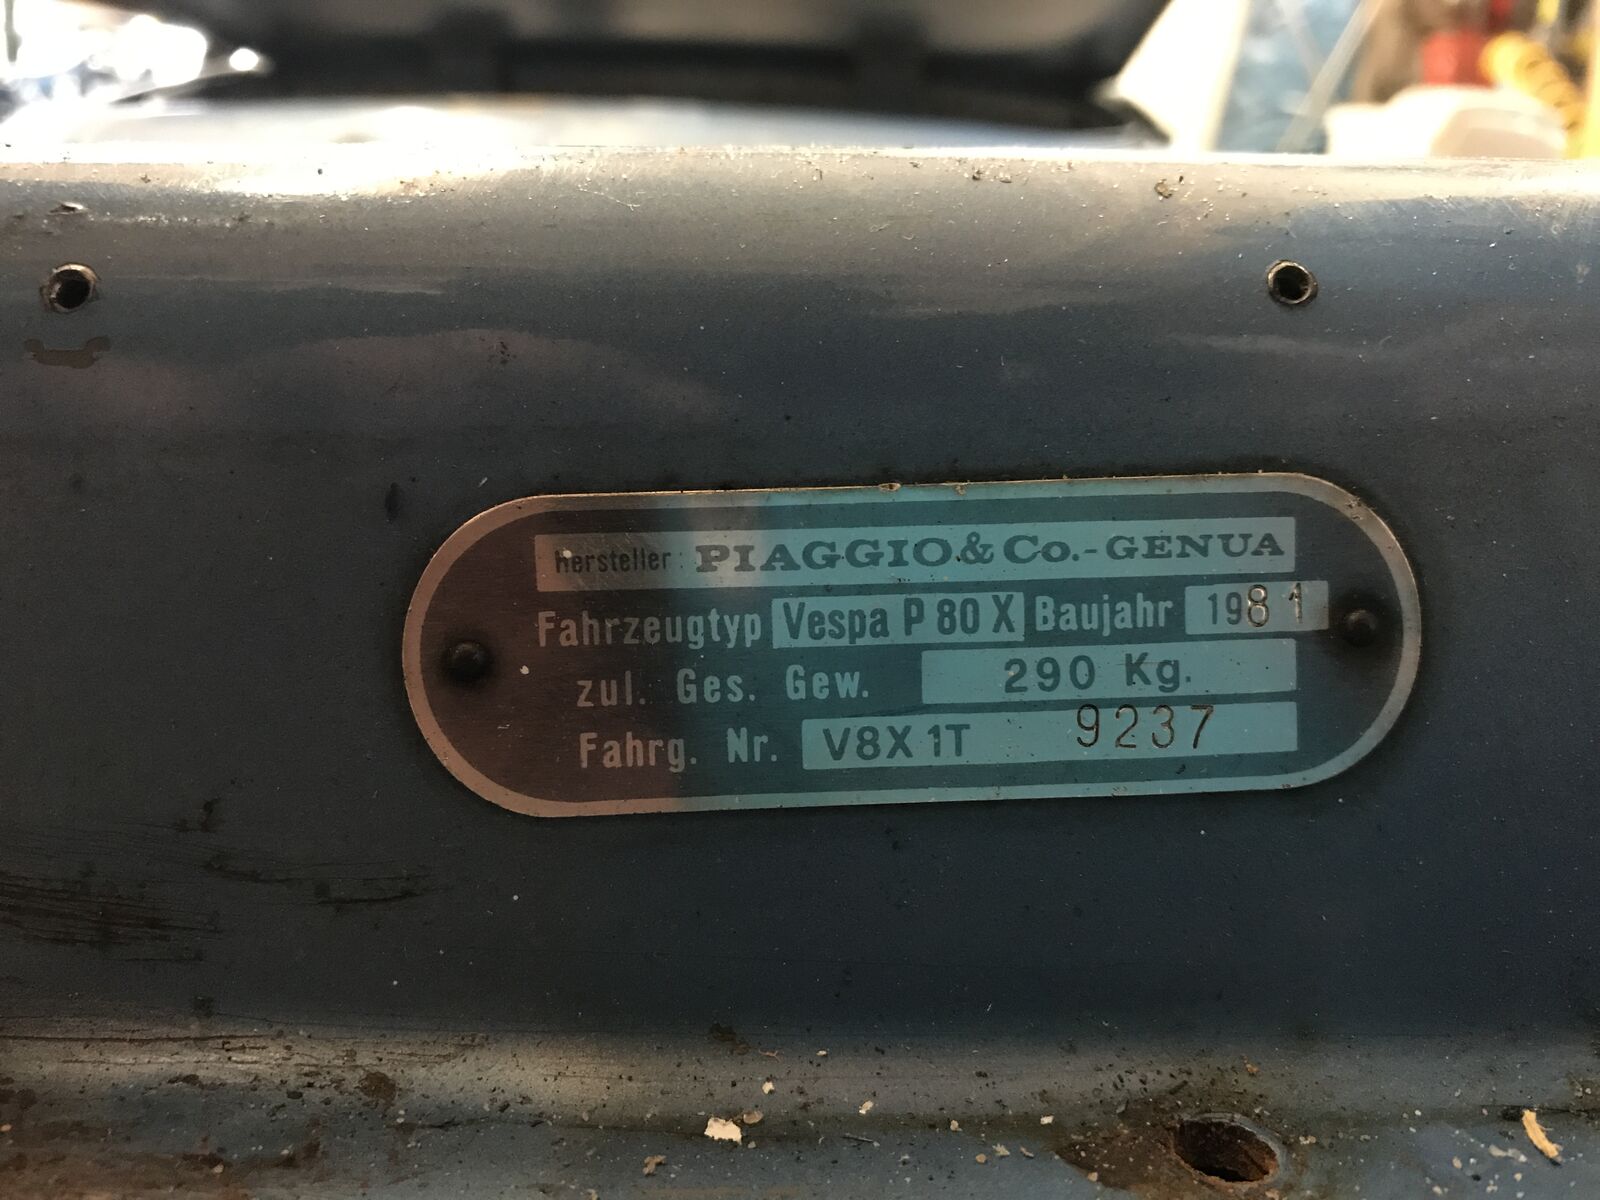 Hersteller: PIAGGIO & Co.-GENUA
Fahrzeugtyp Vespa P 80 X Baujahr 1981
zul. Ges. Gew. 290 Kg.
Fahrg. Nr. V8X 1T 9237